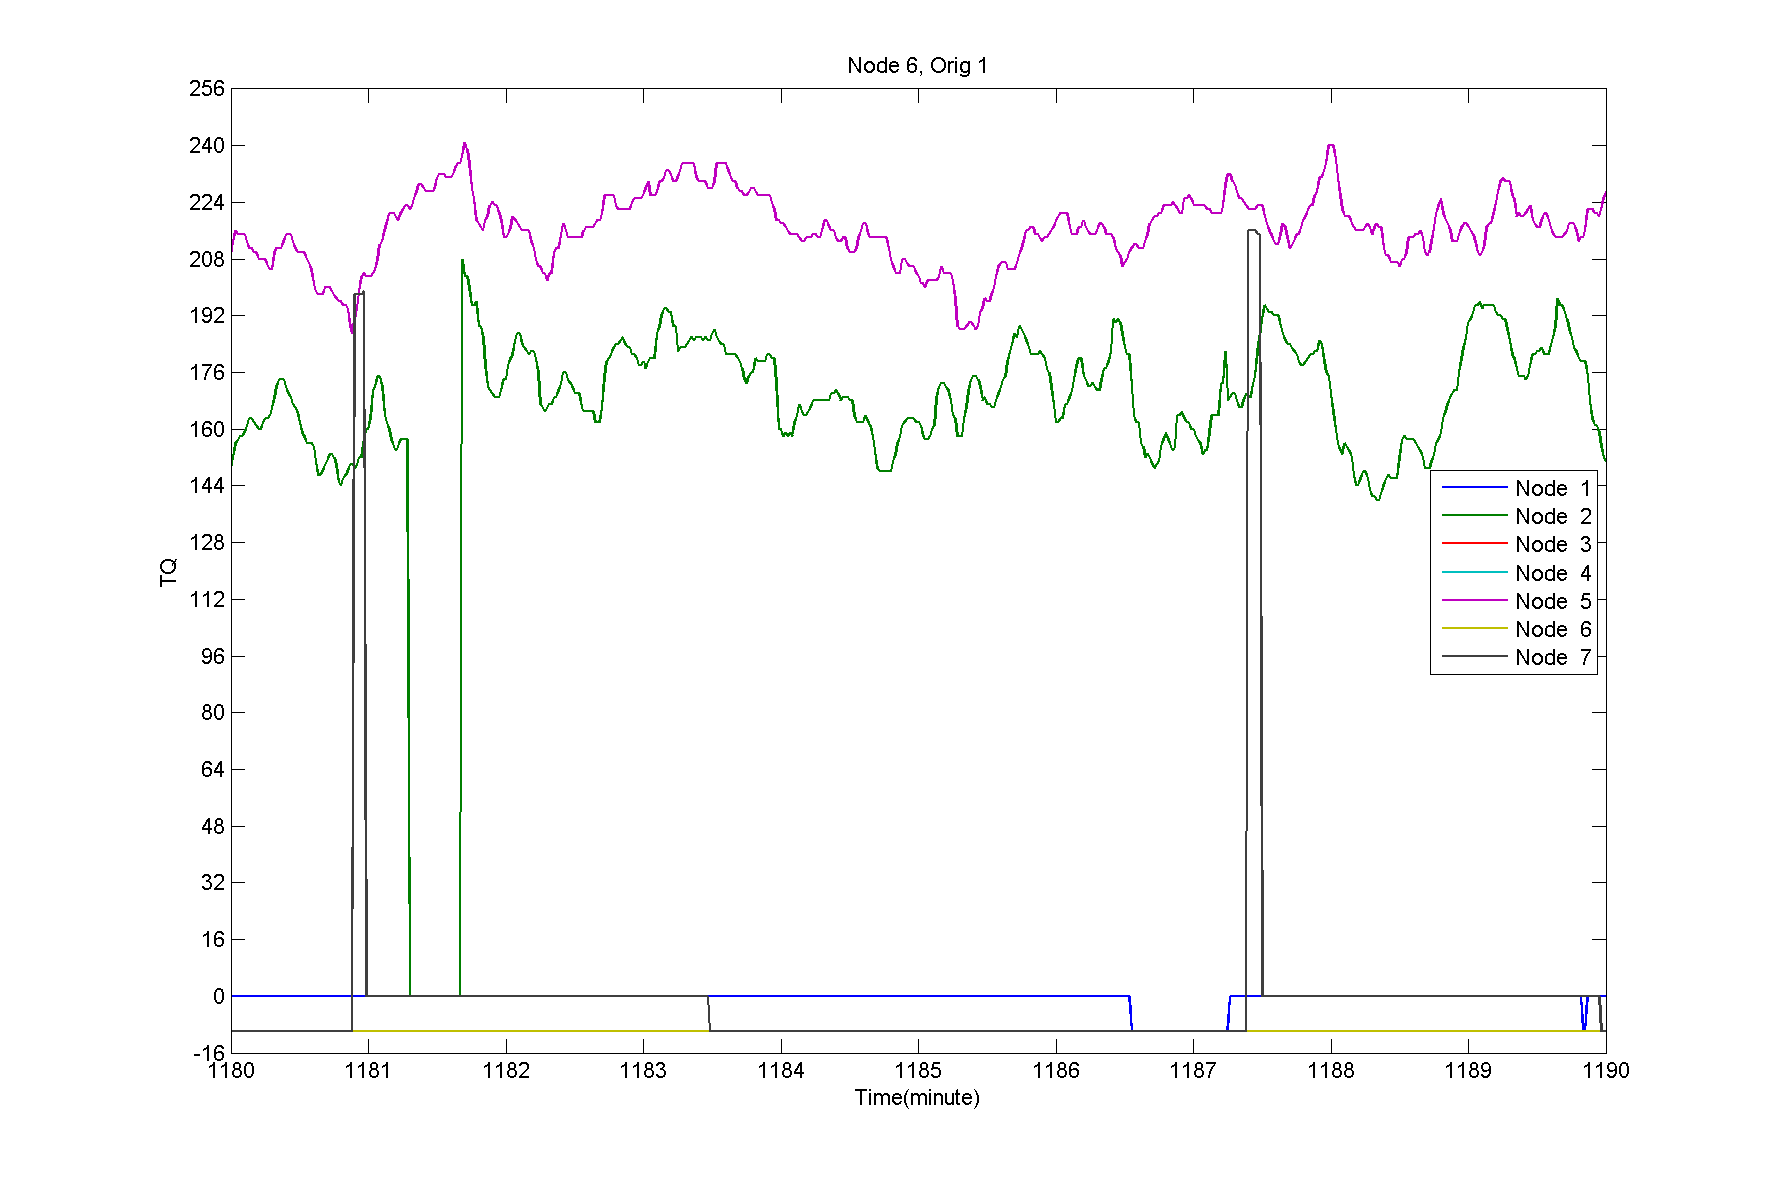 Node 6, Orig 1
256
240
224
208
192
176
160
144
128
112
96
80
64
48
32
16
0
-16
TQ
Node 1
Node 2
Node 3
Node 4
Node 5
Node 6
Node 7
1180 1181 1182 1183 1184 1185 1186 1187 1188 1189 1190
Time(minute)